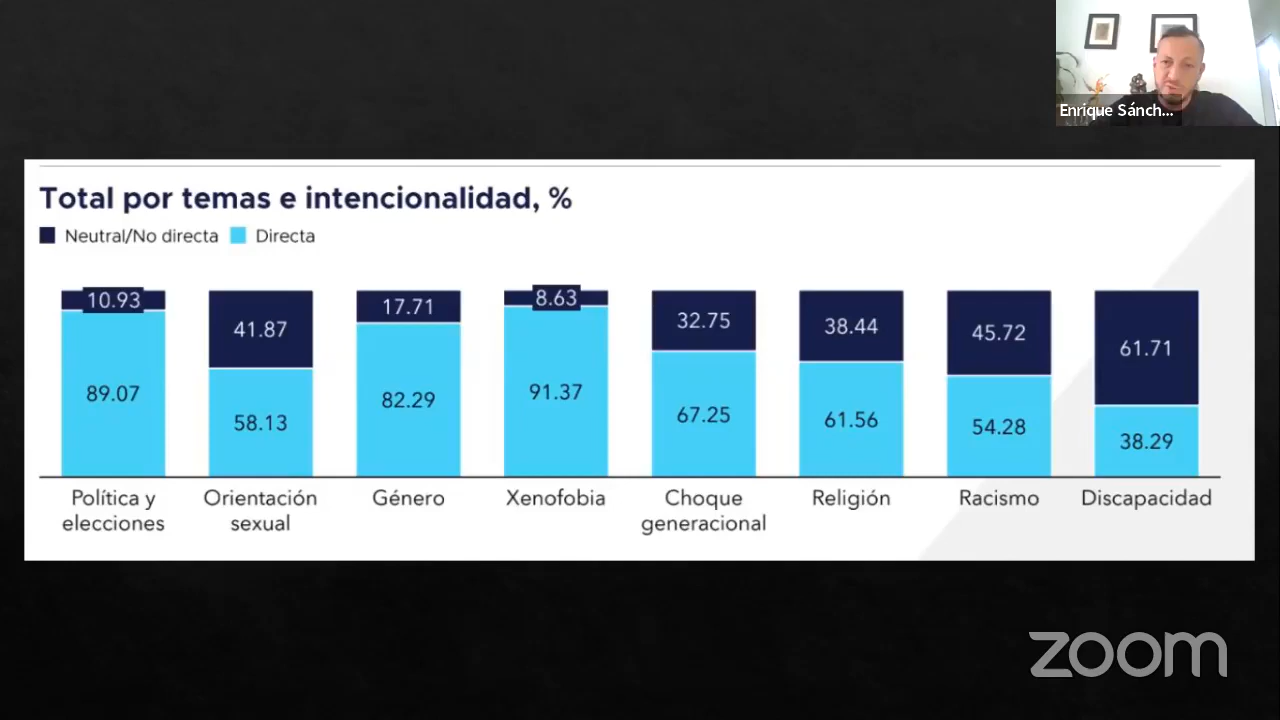 Enrique Sánch...
Total por temas e intencionalidad, %
Neutral/No directa Directa
10.93 41.87 17.71 8.63 32.75 38.44 45.72 61.71
89.07 58.13 82.29 91.37 67.25 61.56 54.28 38.29
Política y elecciones
Orientación sexual
Género
Xenofobia
Choque generacional
Religión
Racismo
Discapacidad
zoom